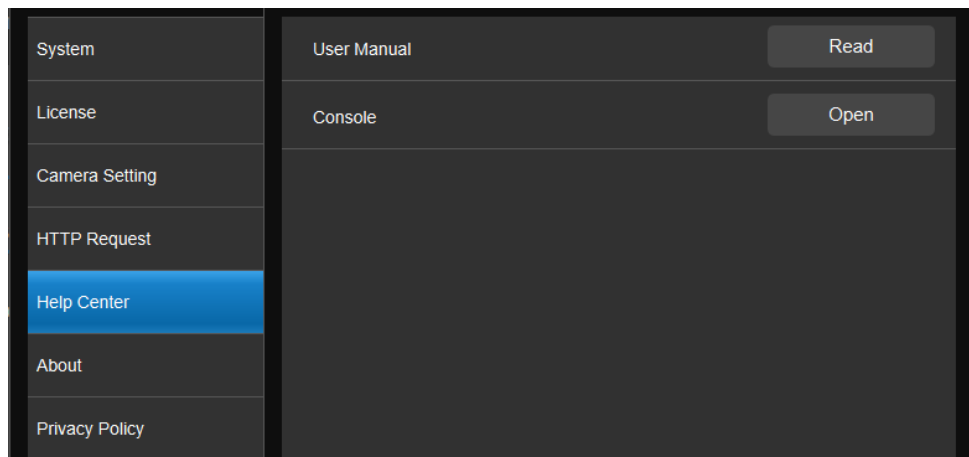 System
License
Camera Setting
HTTP Request
Help Center
About
Privacy Policy
User Manual
Read
Console
Open